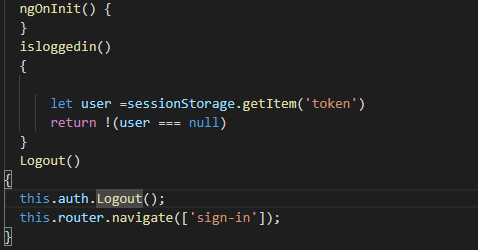 ngOnInit() {
}
isloggedin()
{
let user =sessionStorage.getItem('token')
return !(user === null)
}
Logout()
{
this.auth.Logout();
this.router.navigate(['sign-in']);
}